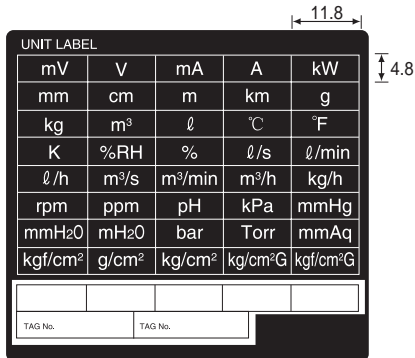 11.8
UNIT LABEL
mV V mA A kW
4.8
mm cm m km g
kg m³ ℓ ℃ °F
K %RH % ℓ/s ℓ/min
ℓ/h m³/s m³/min m³/h kg/h
rpm ppm pH kPa mmHg
mmH2O mH2O bar Torr mmAq
kgf/cm² g/cm² kg/cm² kg/cm²G kgf/cm²G
TAG No. TAG No.